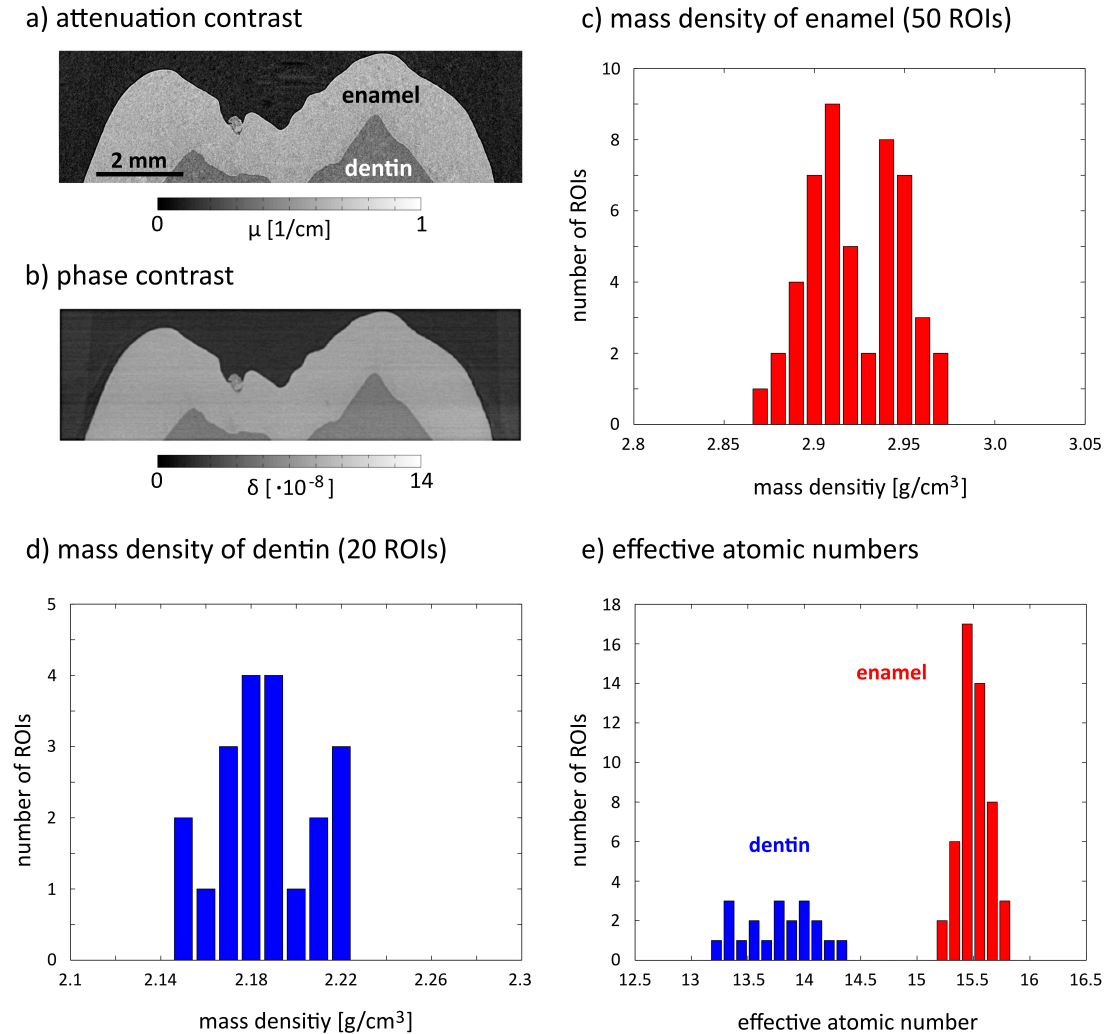 a) attenuation contrast
enamel
2 mm
dentin
0 1
µ [1/cm]
b) phase contrast
0 14
δ [ ·10⁻⁸]
c) mass density of enamel (50 ROIs)
10
8
6
4
2
0
number of ROIs
2.8 2.85 2.9 2.95 3.0 3.05
mass densitiy [g/cm³]
d) mass density of dentin (20 ROIs)
5
4
3
2
1
0
number of ROIs
2.1 2.14 2.18 2.22 2.26 2.3
mass densitiy [g/cm³]
e) effective atomic numbers
18
16
14
12
10
8
6
4
2
0
number of ROIs
enamel
dentin
12.5 13 13.5 14 14.5 15 15.5 16 16.5
effective atomic number